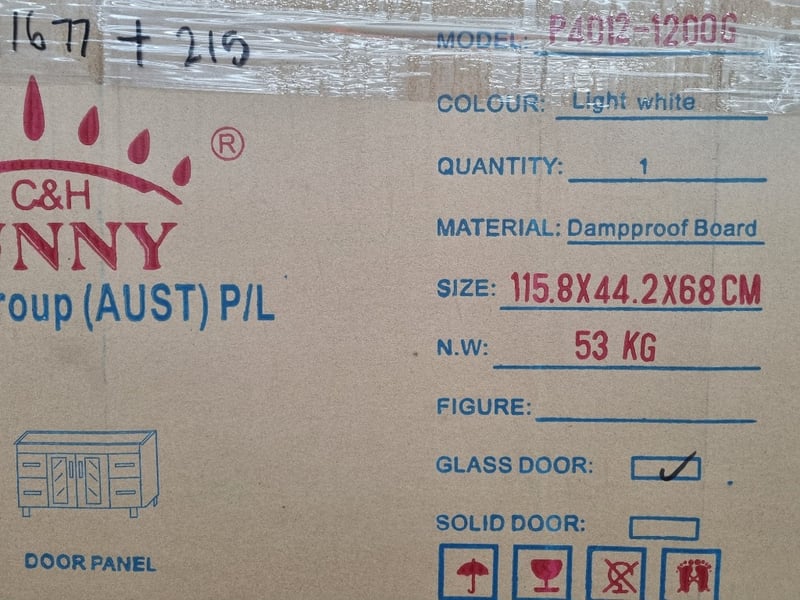 1677 + 215
MODEL: P4012-1200G
COLOUR: Light white
®
QUANTITY: 1
C&H
MATERIAL: Dampproof Board
NNY
roup (AUST) P/L
SIZE: 115.8X44.2X68 CM
N.W: 53 KG
FIGURE:
GLASS DOOR: ✓
SOLID DOOR:
DOOR PANEL